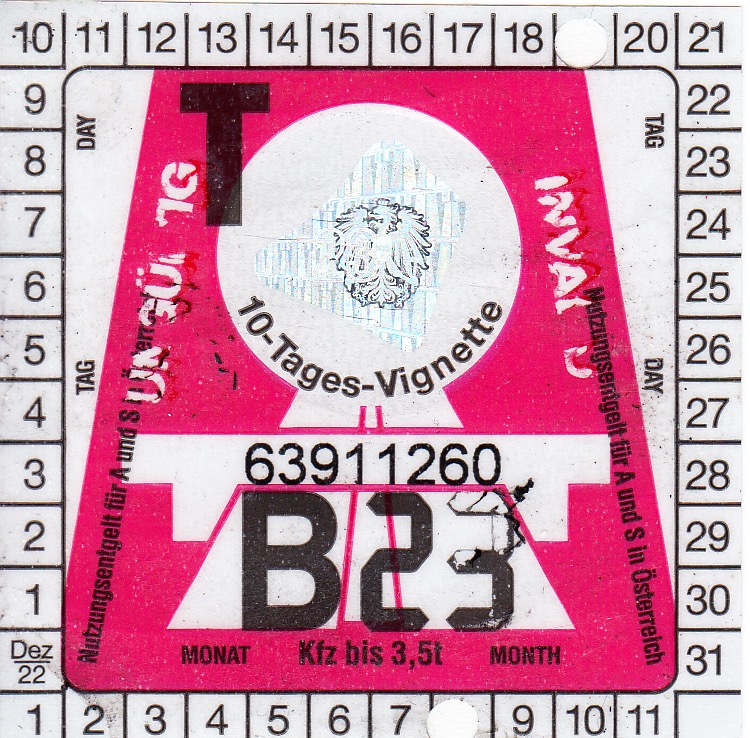 10 11 12 13 14 15 16 17 18 20 21
9
8
7
6
5
4
3
2
1
Dez
22
22
23
24
25
26
27
28
29
30
31
DAY
TAG
TAG
DAY
T
10-Tages-Vignette
63911260
B23
MONAT Kfz bis 3,5t MONTH
Nutzungsentgelt für A und S in Österreich
Nutzungsentgelt für A und S in Österreich
1 2 3 4 5 6 7 9 10 11